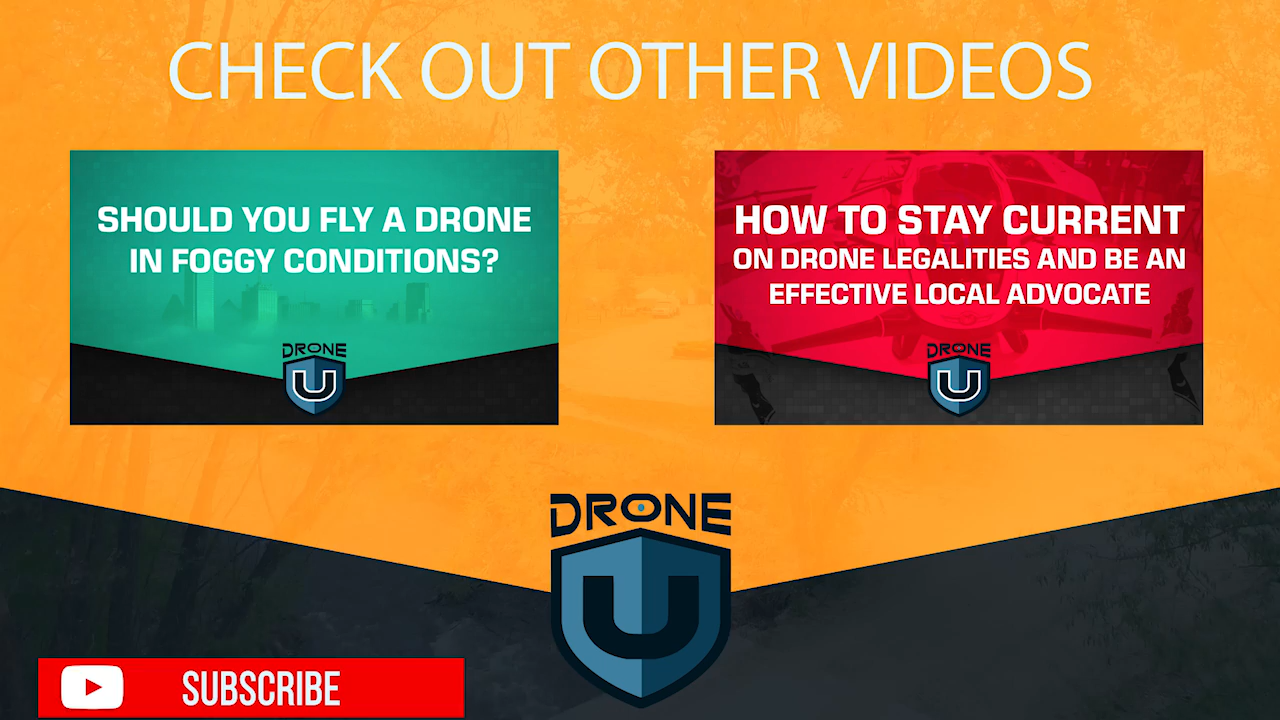 CHECK OUT OTHER VIDEOS
SHOULD YOU FLY A DRONE
IN FOGGY CONDITIONS?
DRONE
U
HOW TO STAY CURRENT
ON DRONE LEGALITIES AND BE AN
EFFECTIVE LOCAL ADVOCATE
DRONE
U
DRONE
U
SUBSCRIBE